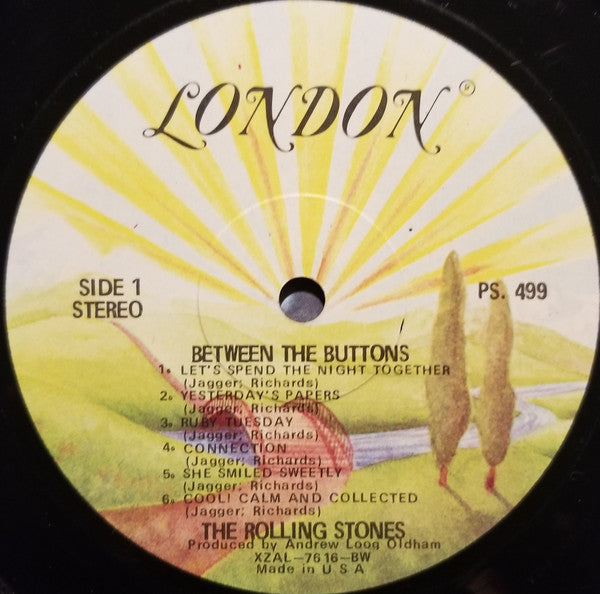 LONDON®
SIDE 1
STEREO
PS. 499
BETWEEN THE BUTTONS
1. LET'S SPEND THE NIGHT TOGETHER
(Jagger; Richards)
2. YESTERDAY'S PAPERS
(Jagger; Richards)
3. RUBY TUESDAY
(Jagger; Richards)
4. CONNECTION
(Jagger; Richards)
5. SHE SMILED SWEETLY
(Jagger; Richards)
6. COOL! CALM AND COLLECTED
(Jagger; Richards)
THE ROLLING STONES
Produced by Andrew Loog Oldham
XZAL-7616-BW
Made in U S A